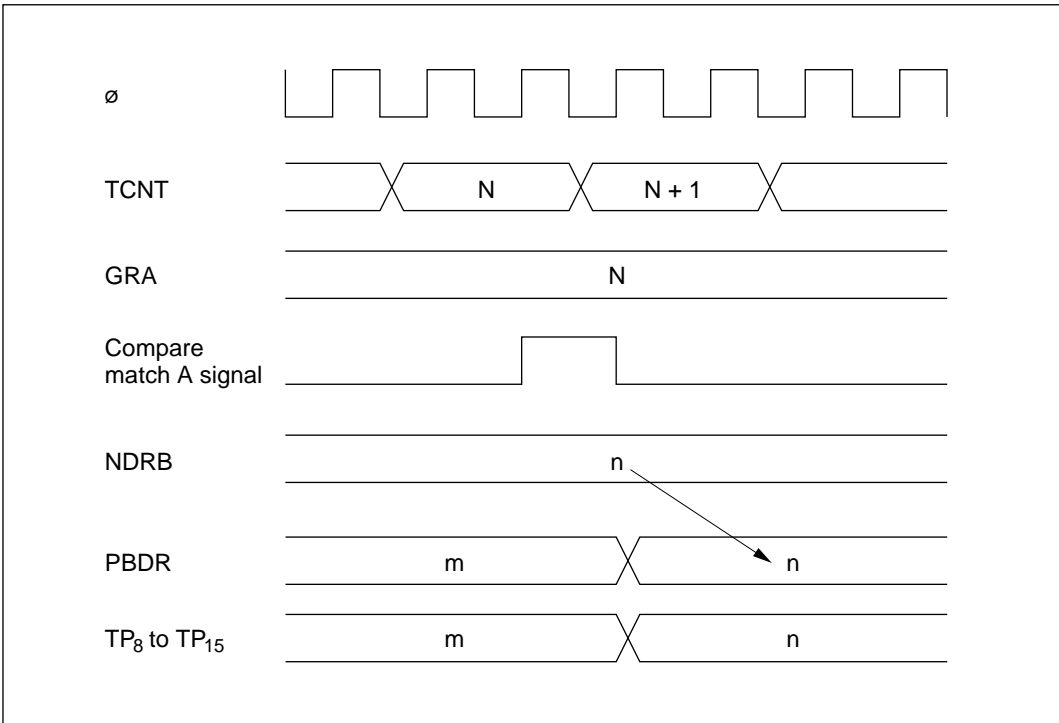 ø
TCNT N N + 1
GRA N
Compare
match A signal
NDRB n
PBDR m n
TP8 to TP15 m n